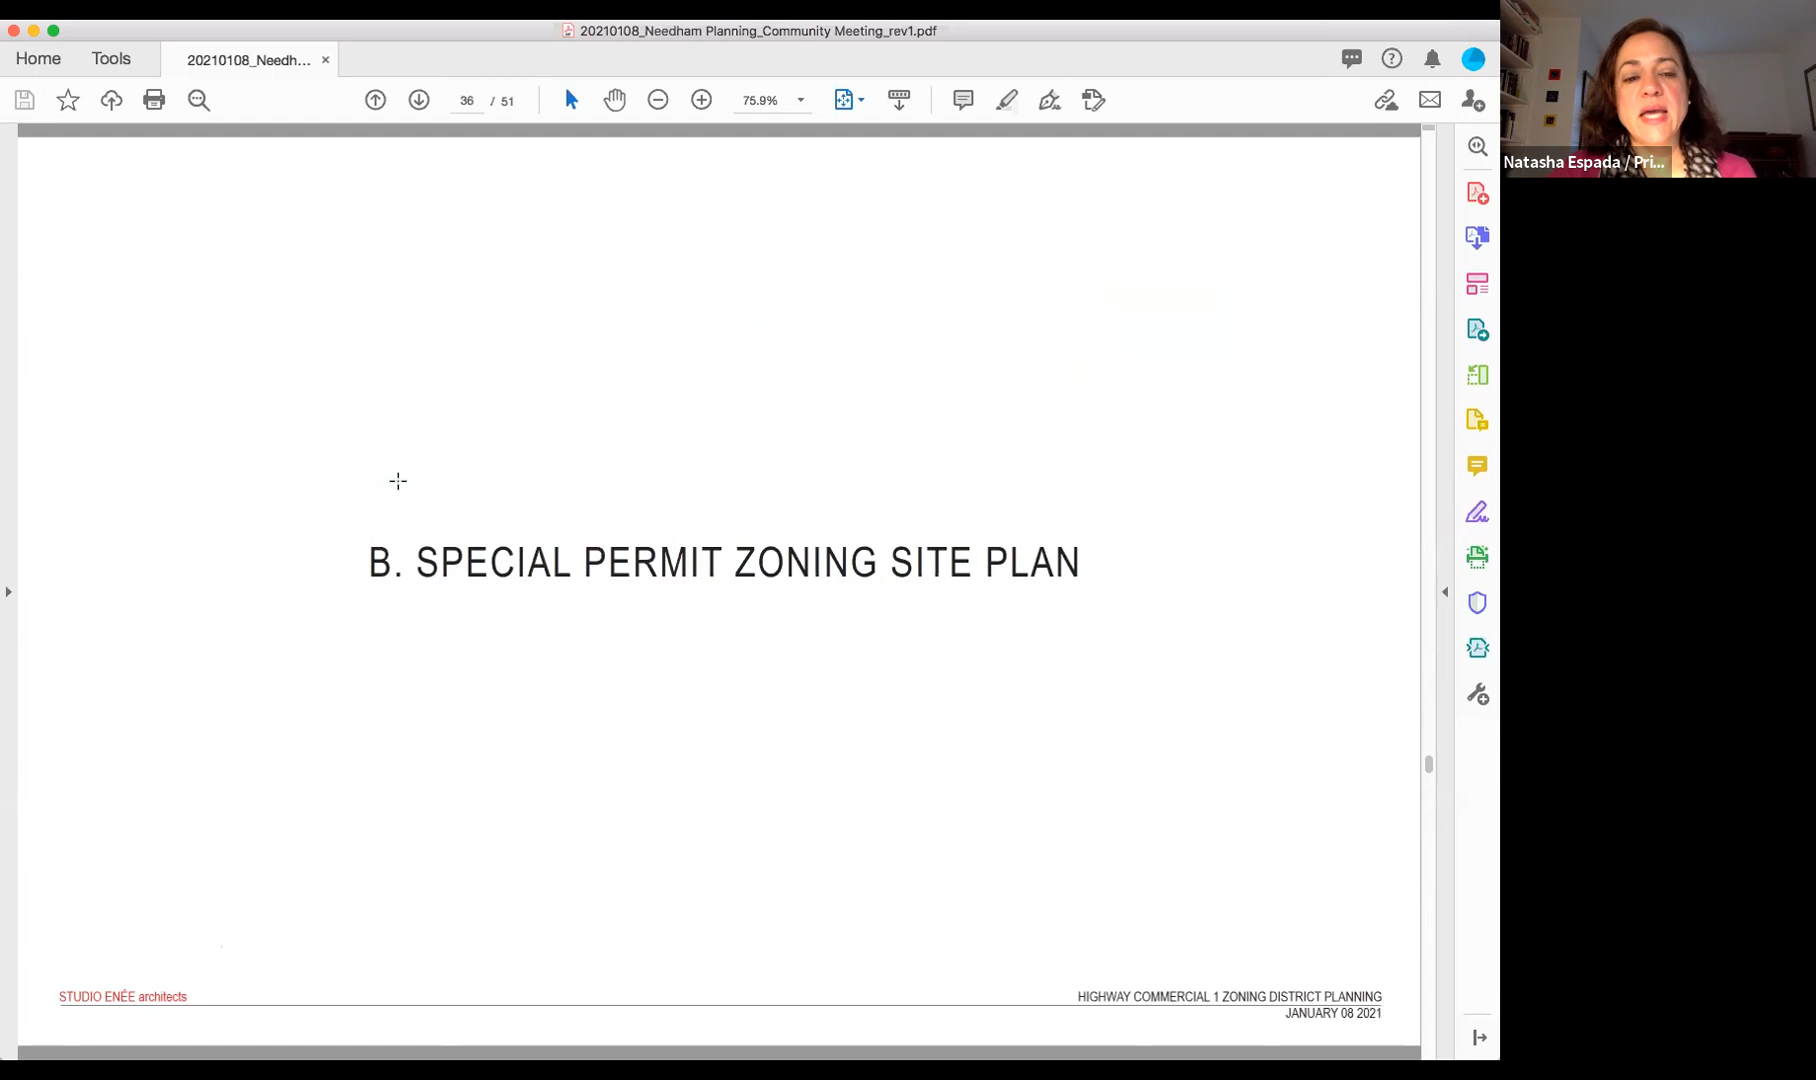 20210108_Needham Planning_Community Meeting_rev1.pdf
Home Tools 20210108_Needh... ×
36 / 51 75.9%
Natasha Espada / Pri...
B. SPECIAL PERMIT ZONING SITE PLAN
STUDIO ENÉE architects
HIGHWAY COMMERCIAL 1 ZONING DISTRICT PLANNING
JANUARY 08 2021